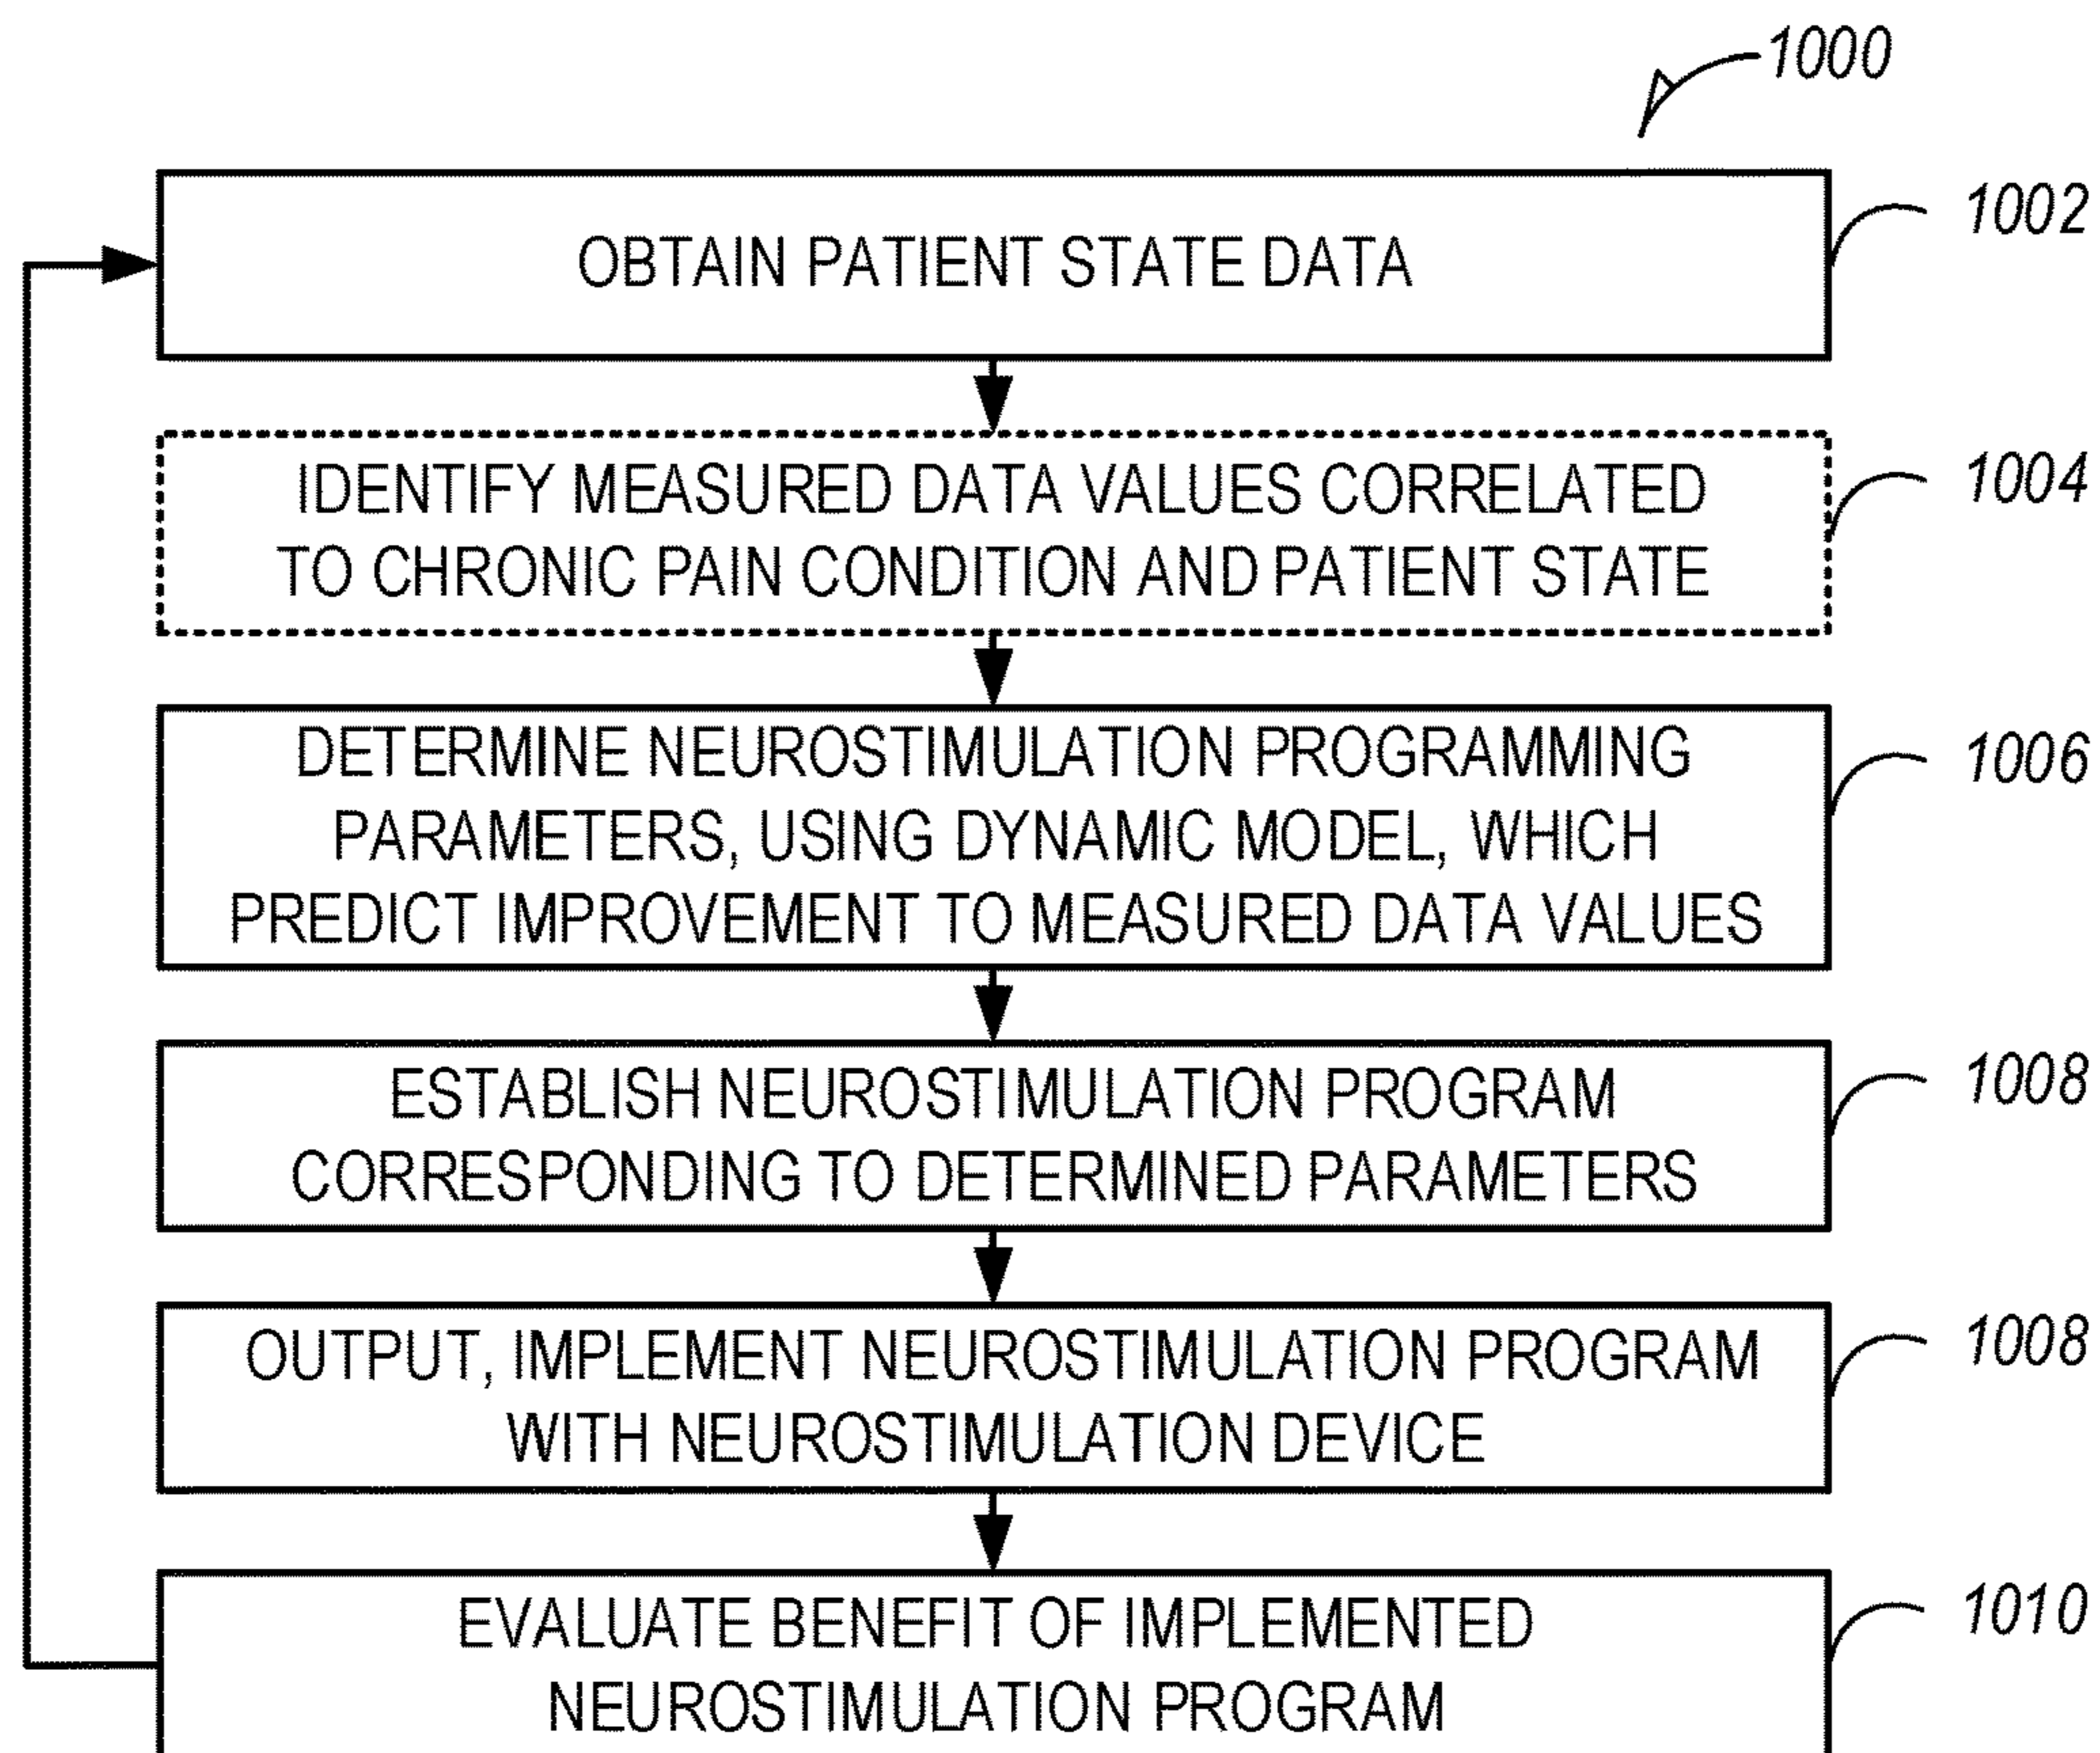 1000
OBTAIN PATIENT STATE DATA
1002
IDENTIFY MEASURED DATA VALUES CORRELATED
TO CHRONIC PAIN CONDITION AND PATIENT STATE
1004
DETERMINE NEUROSTIMULATION PROGRAMMING
PARAMETERS, USING DYNAMIC MODEL, WHICH
PREDICT IMPROVEMENT TO MEASURED DATA VALUES
1006
ESTABLISH NEUROSTIMULATION PROGRAM
CORRESPONDING TO DETERMINED PARAMETERS
1008
OUTPUT, IMPLEMENT NEUROSTIMULATION PROGRAM
WITH NEUROSTIMULATION DEVICE
1008
EVALUATE BENEFIT OF IMPLEMENTED
NEUROSTIMULATION PROGRAM
1010